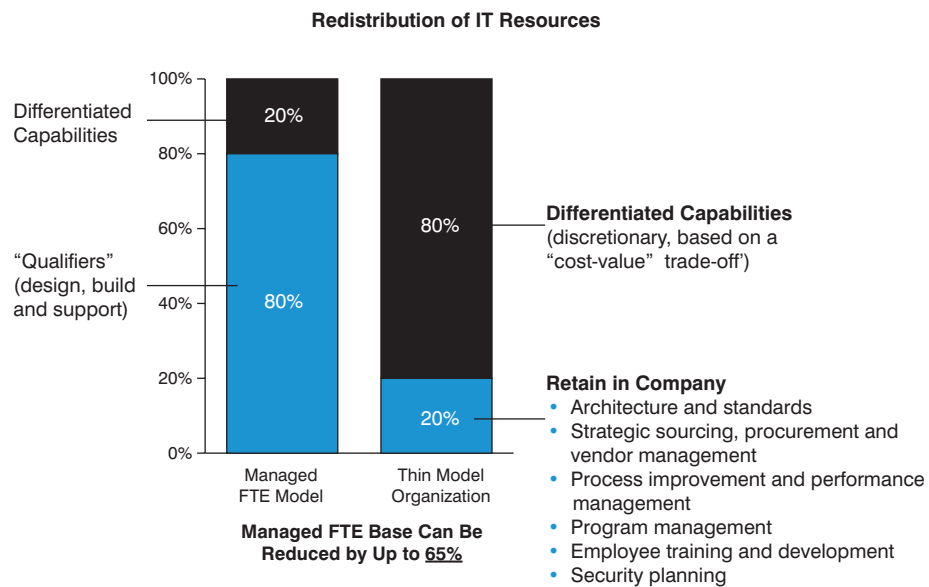 Redistribution of IT Resources
100%
80%
60%
40%
20%
0%
Differentiated
Capabilities
“Qualifiers”
(design, build
and support)
20%
80%
80%
20%
Managed
FTE Model
Thin Model
Organization
Managed FTE Base Can Be
Reduced by Up to 65%
Differentiated Capabilities
(discretionary, based on a
“cost-value” trade-off’)
Retain in Company
• Architecture and standards
• Strategic sourcing, procurement and
vendor management
• Process improvement and performance
management
• Program management
• Employee training and development
• Security planning